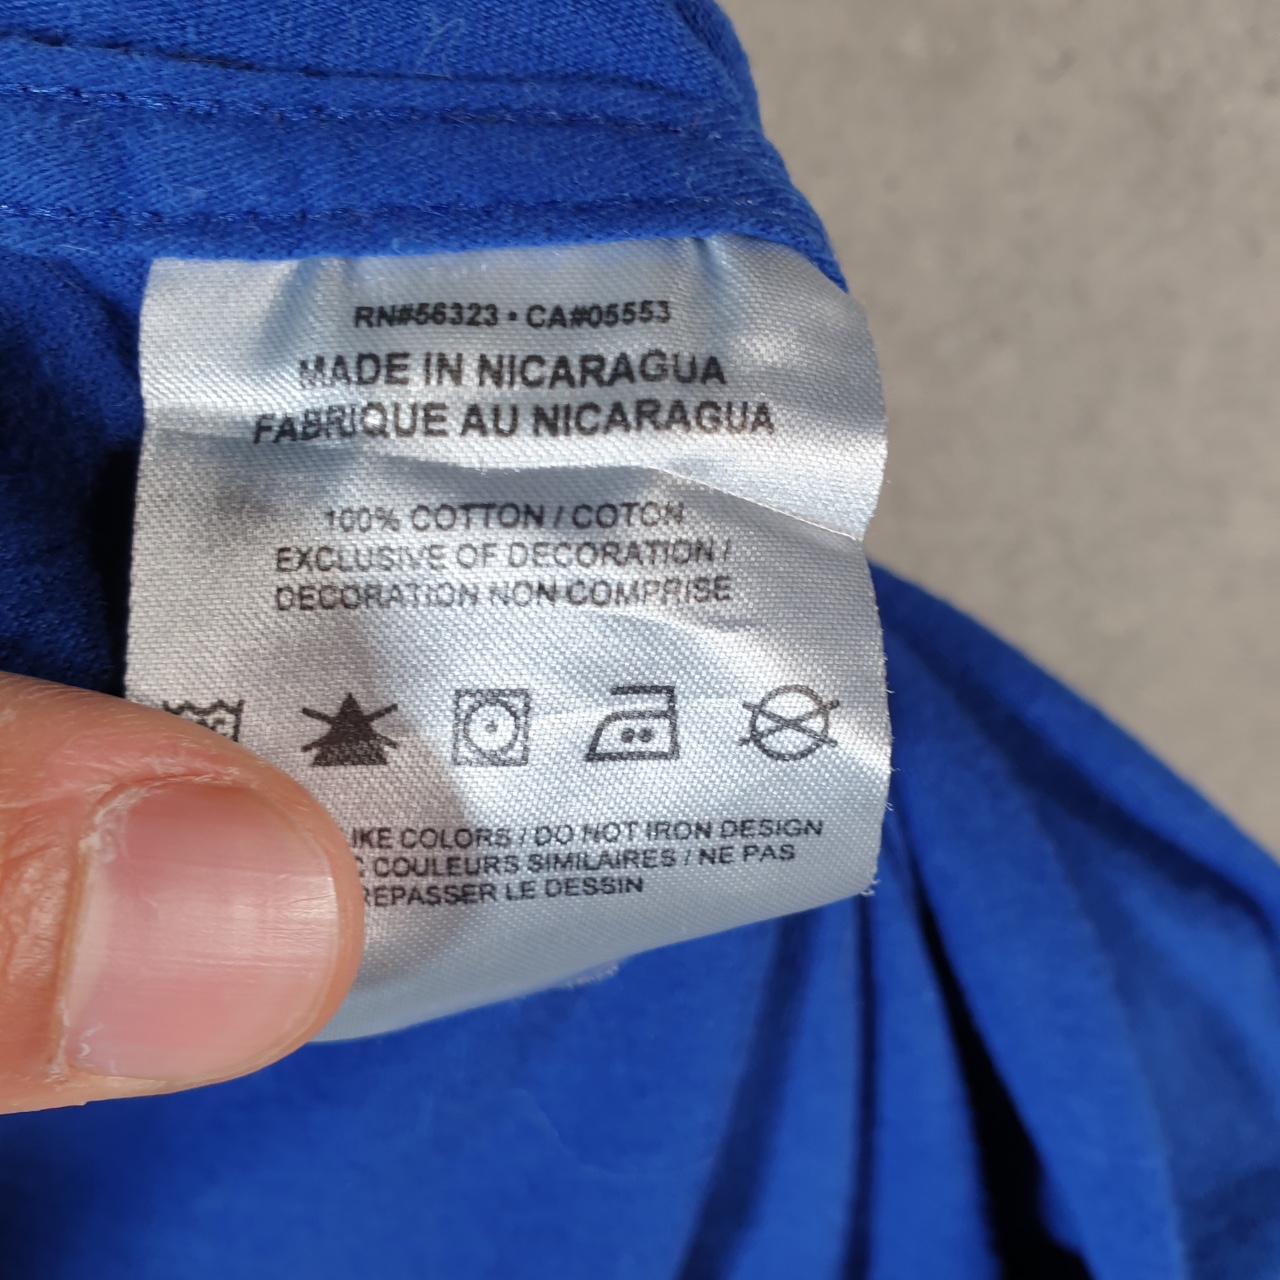 RN#56323 • CA#05553
MADE IN NICARAGUA
FABRIQUE AU NICARAGUA
100% COTTON / COTON
EXCLUSIVE OF DECORATION /
DECORATION NON COMPRISE
IKE COLORS / DO NOT IRON DESIGN
COULEURS SIMILAIRES / NE PAS
REPASSER LE DESSIN